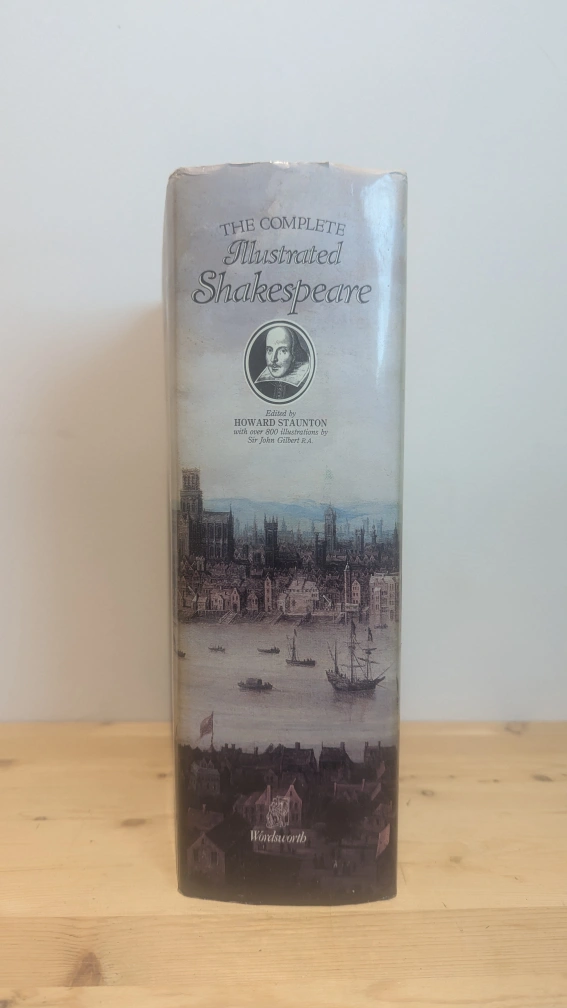 THE COMPLETE
Illustrated
Shakespeare
Edited by
HOWARD STAUNTON
with over 800 illustrations by
Sir John Gilbert R.A.
Wordsworth